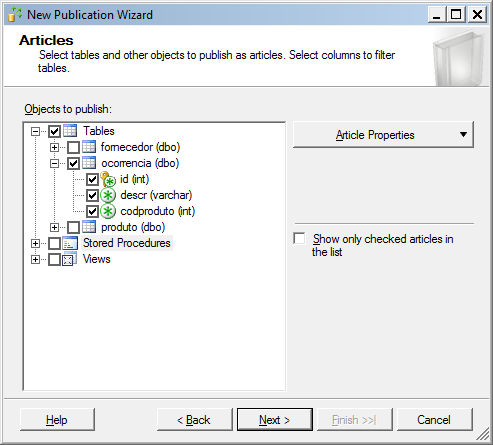 New Publication Wizard
Articles
Select tables and other objects to publish as articles. Select columns to filter
tables.
Objects to publish:
Tables
fornecedor (dbo)
ocorrencia (dbo)
id (int)
descr (varchar)
codproduto (int)
produto (dbo)
Stored Procedures
Views
Article Properties
Show only checked articles in
the list
Help
< Back
Next >
Finish >>|
Cancel